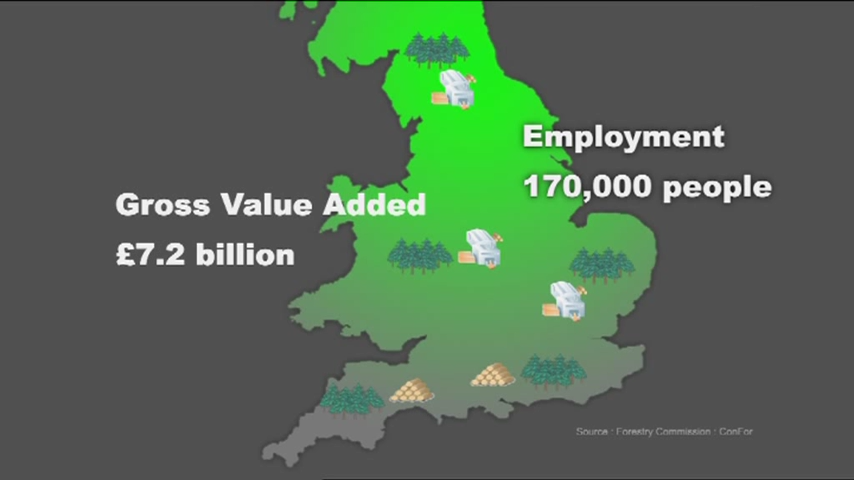 Employment
170,000 people
Gross Value Added
£7.2 billion
Source : Forestry Commission : ConFor